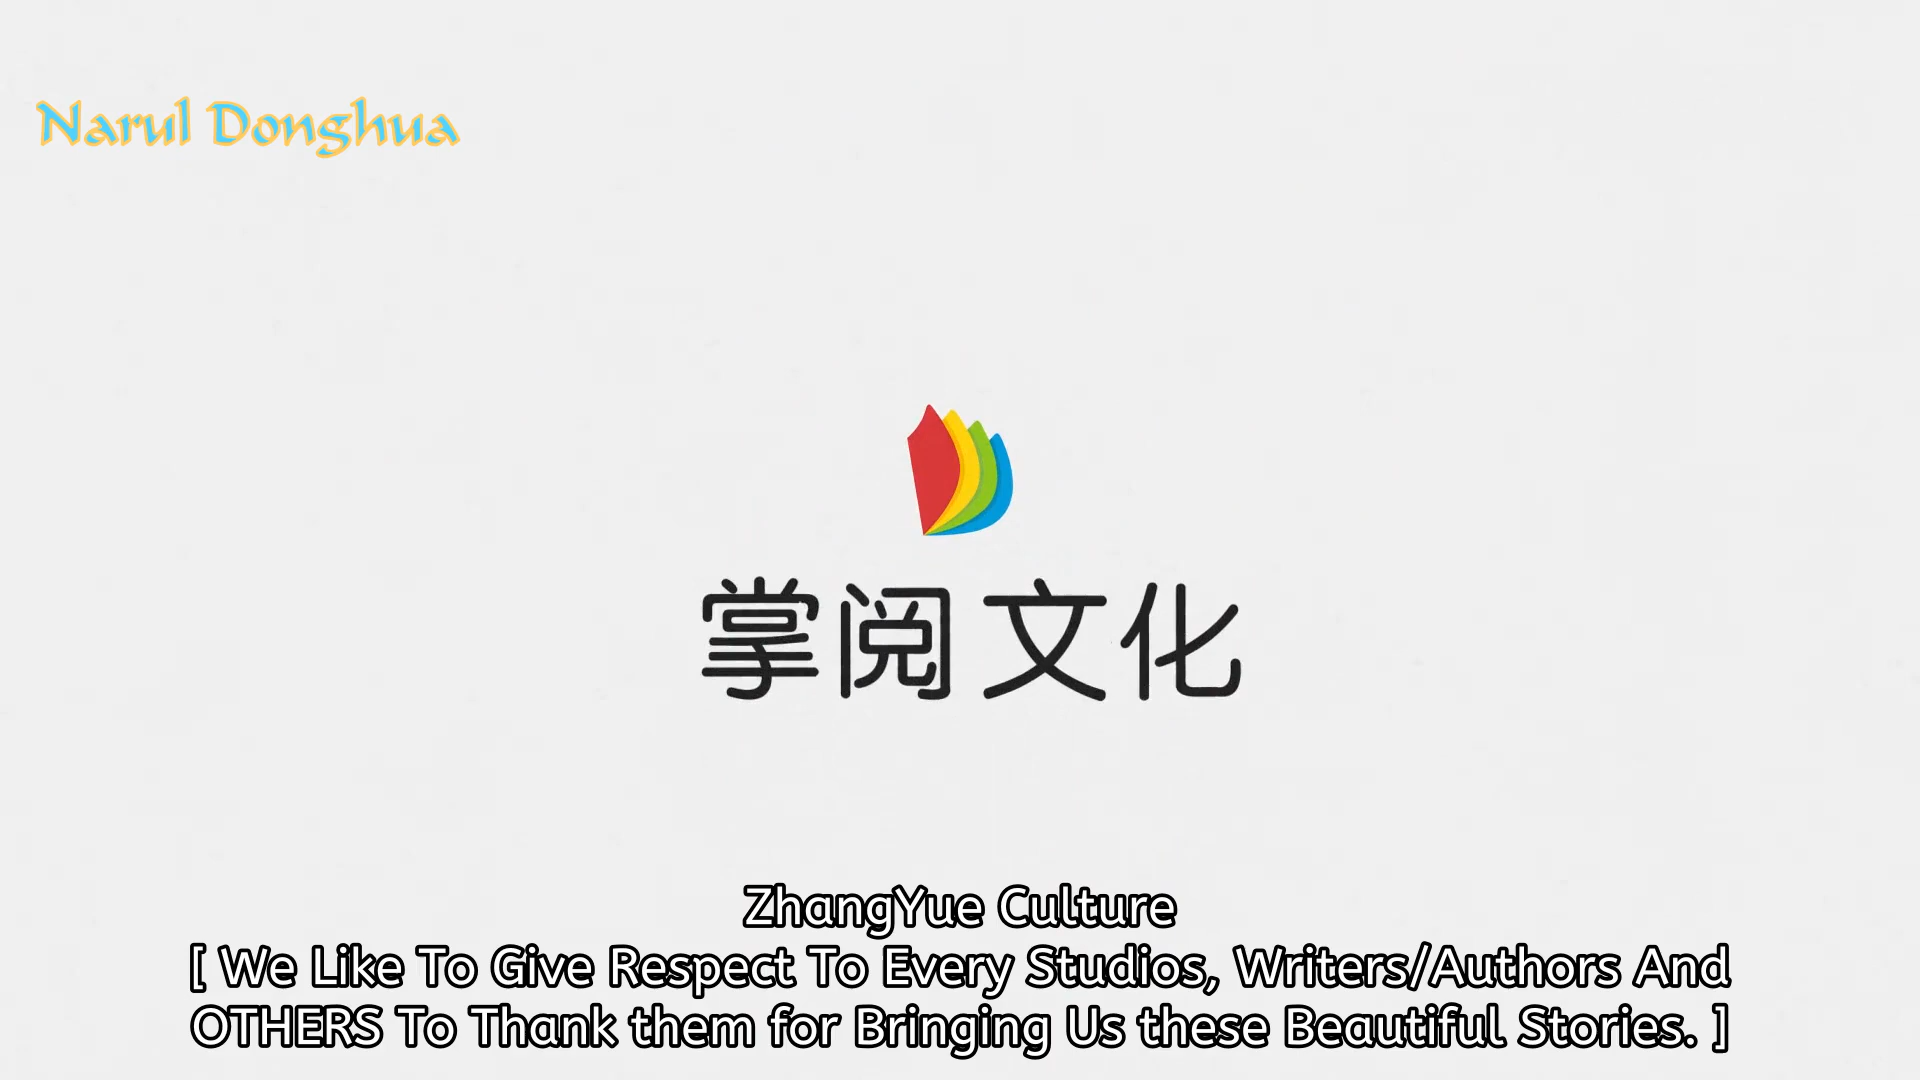 Narul Donghua
掌阅文化
ZhangYue Culture
[ We Like To Give Respect To Every Studios, Writers/Authors And
OTHERS To Thank them for Bringing Us these Beautiful Stories. ]